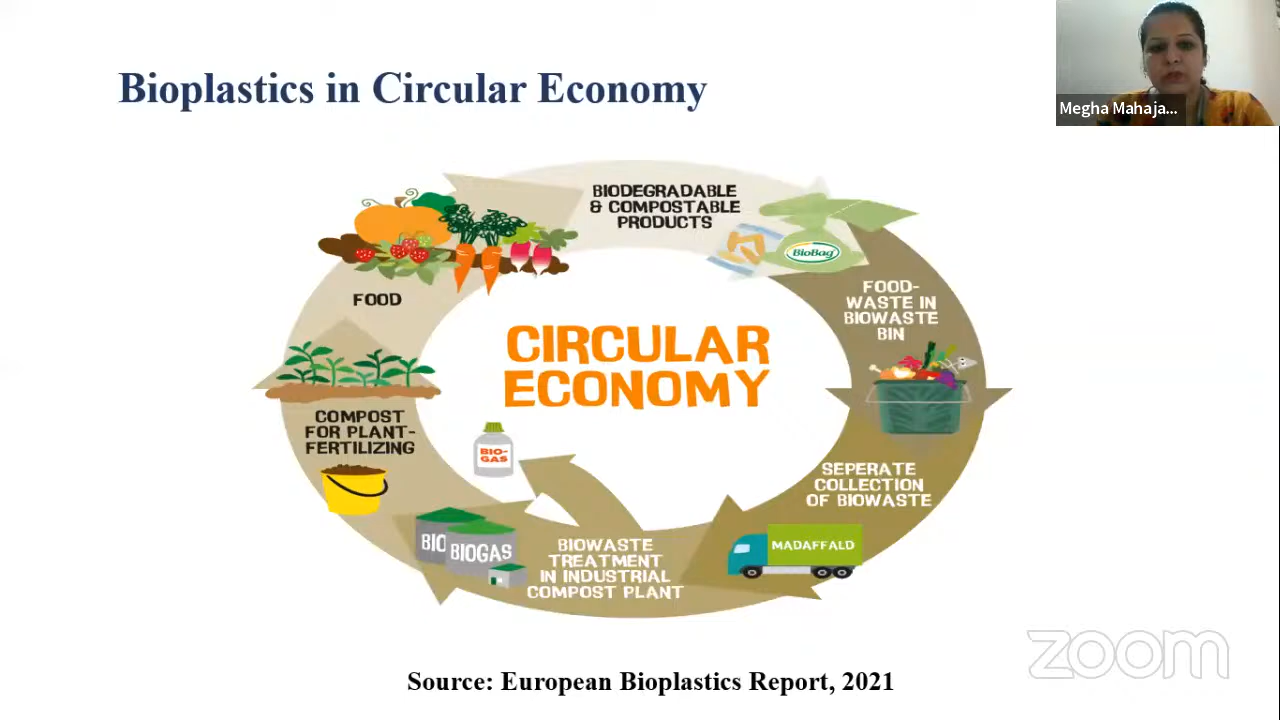 Bioplastics in Circular Economy
Megha Mahaja...
BIODEGRADABLE
& COMPOSTABLE
PRODUCTS
BIOBAG
FOOD-
WASTE IN
BIOWASTE
BIN
FOOD
CIRCULAR
ECONOMY
COMPOST
FOR PLANT-
FERTILIZING
BIO-
GAS
SEPERATE
COLLECTION
OF BIOWASTE
BIO
BIOGAS
BIOWASTE
TREATMENT
IN INDUSTRIAL
COMPOST PLANT
MADAFFALD
zoom
Source: European Bioplastics Report, 2021